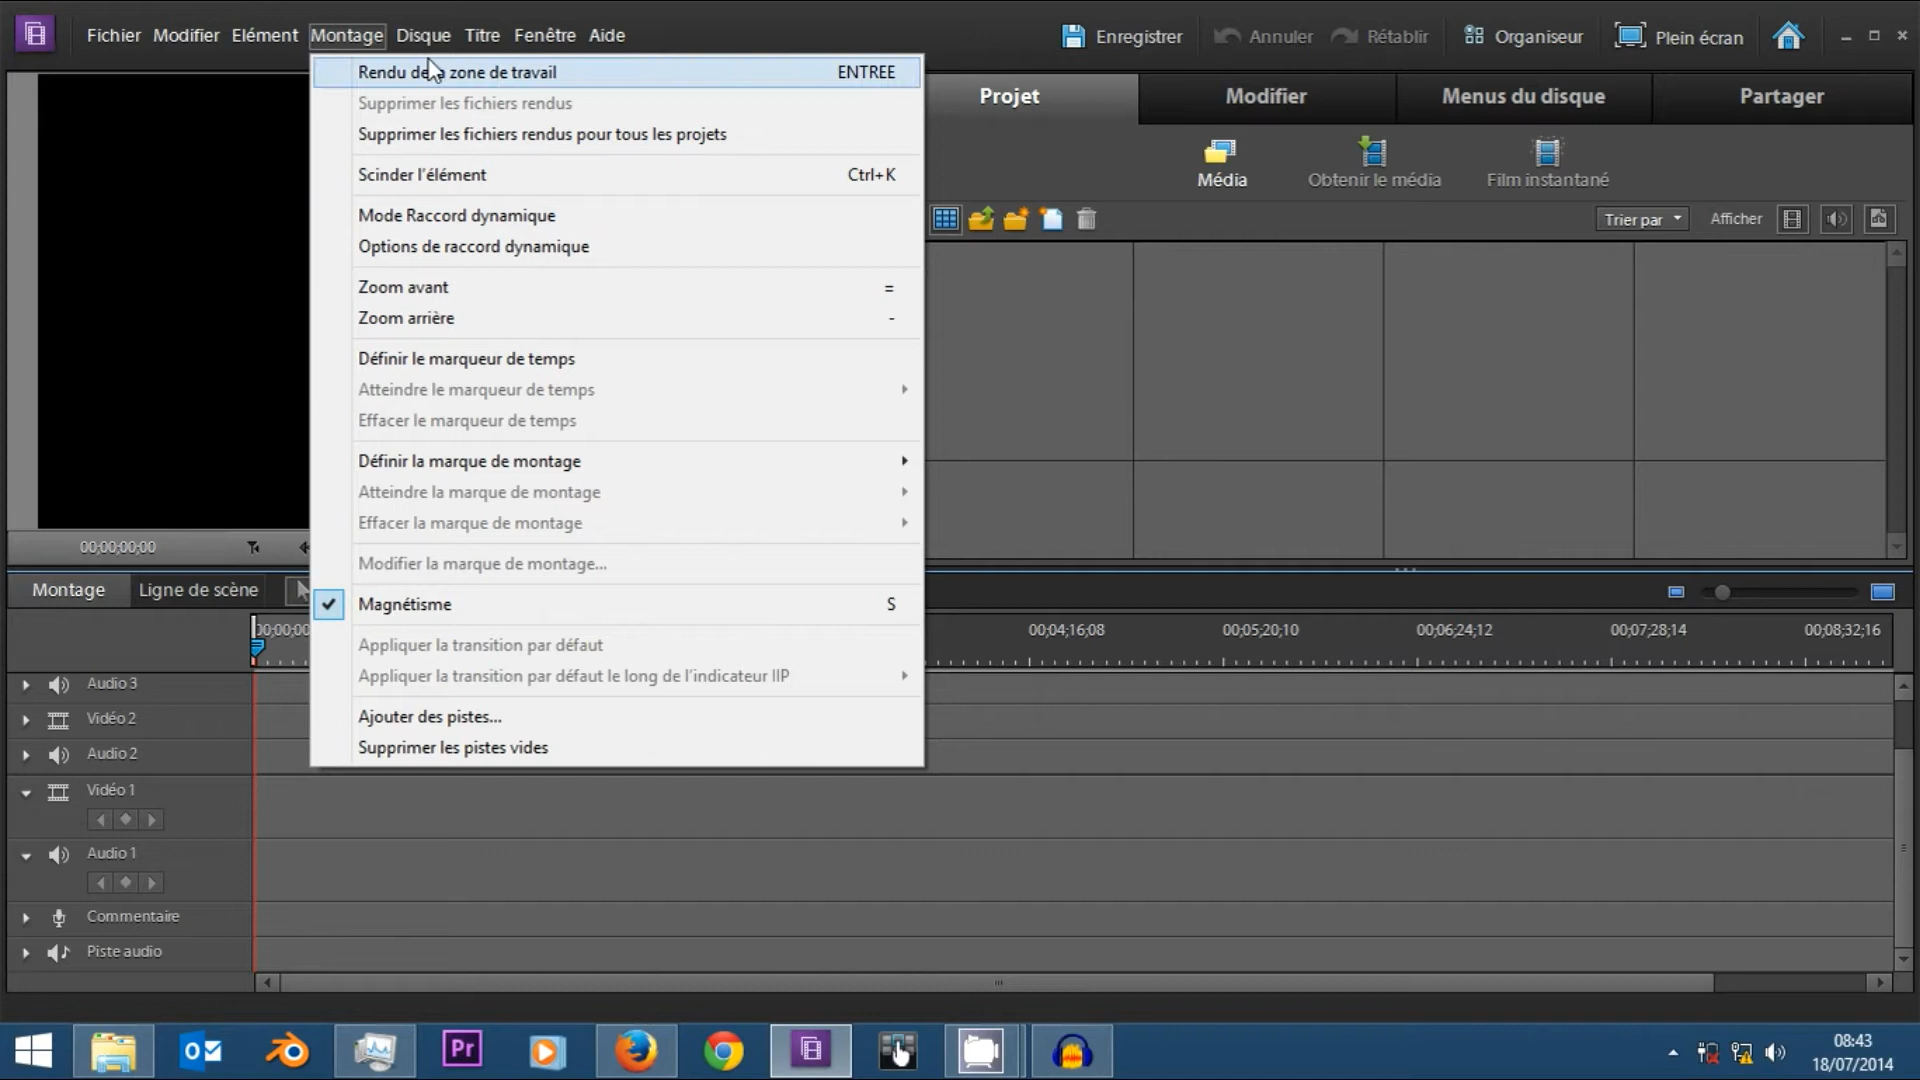 Fichier Modifier Elément Montage Disque Titre Fenêtre Aide
Enregistrer Annuler Rétablir Organiseur Plein écran
Rendu de zone de travail ENTREE
Supprimer les fichiers rendus
Supprimer les fichiers rendus pour tous les projets
Scinder l'élément Ctrl+K
Mode Raccord dynamique
Options de raccord dynamique
Zoom avant =
Zoom arrière -
Définir le marqueur de temps
Atteindre le marqueur de temps
Effacer le marqueur de temps
Définir la marque de montage
Atteindre la marque de montage
Effacer la marque de montage
Modifier la marque de montage...
Magnétisme S
Appliquer la transition par défaut
Appliquer la transition par défaut le long de l'indicateur IIP
Ajouter des pistes...
Supprimer les pistes vides
Projet Modifier Menus du disque Partager
Média Obtenir le média Film instantané
Trier par Afficher
00;00;00;00
Montage Ligne de scène
00;00;00 00;04;16;08 00;05;20;10 00;06;24;12 00;07;28;14 00;08;32;16
Audio 3
Vidéo 2
Audio 2
Vidéo 1
Audio 1
Commentaire
Piste audio
Pr
08:43
18/07/2014